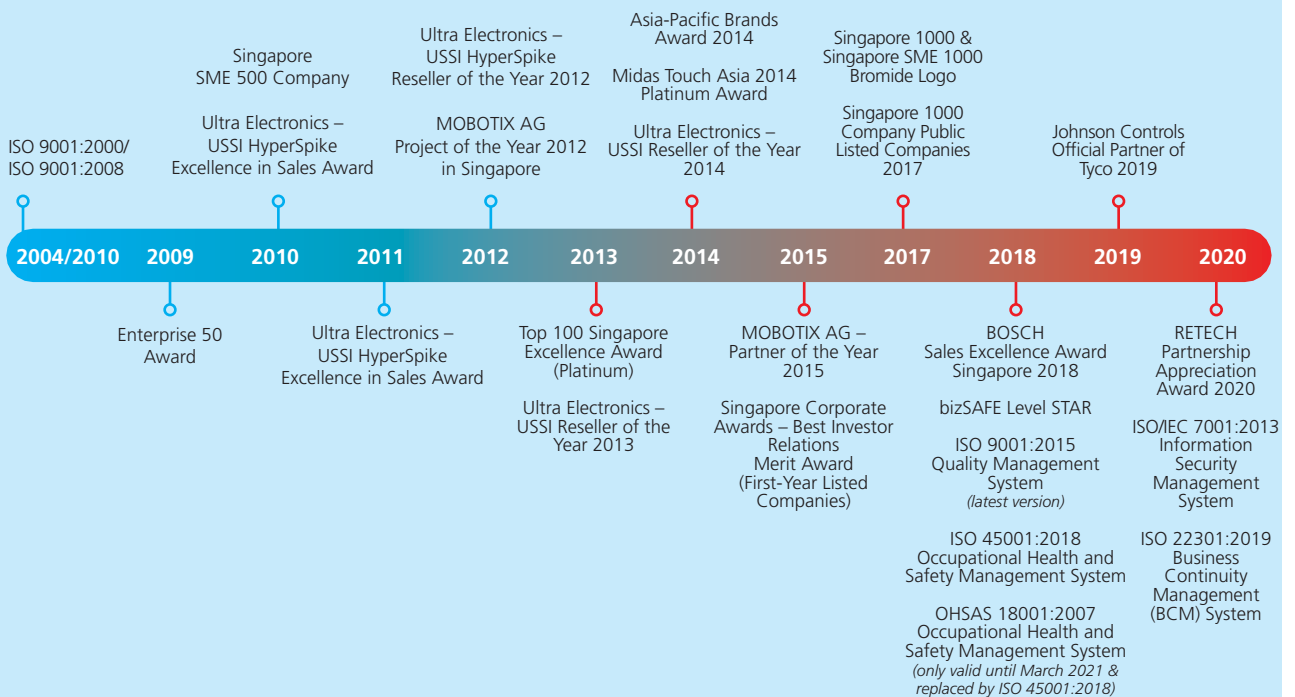 ISO 9001:2000/
ISO 9001:2008
Singapore
SME 500 Company
Ultra Electronics –
USSI HyperSpike
Excellence in Sales Award
Ultra Electronics –
USSI HyperSpike
Reseller of the Year 2012
MOBOTIX AG
Project of the Year 2012
in Singapore
Asia-Pacific Brands
Award 2014
Midas Touch Asia 2014
Platinum Award
Ultra Electronics –
USSI Reseller of the Year
2014
Singapore 1000 &
Singapore SME 1000
Bromide Logo
Singapore 1000
Company Public
Listed Companies
2017
Johnson Controls
Official Partner of
Tyco 2019
2004/2010 2009 2010 2011 2012 2013 2014 2015 2017 2018 2019 2020
Enterprise 50
Award
Ultra Electronics –
USSI HyperSpike
Excellence in Sales Award
Top 100 Singapore
Excellence Award
(Platinum)
Ultra Electronics –
USSI Reseller of the
Year 2013
MOBOTIX AG –
Partner of the Year
2015
Singapore Corporate
Awards – Best Investor
Relations
Merit Award
(First-Year Listed
Companies)
BOSCH
Sales Excellence Award
Singapore 2018
bizSAFE Level STAR
ISO 9001:2015
Quality Management
System
(latest version)
ISO 45001:2018
Occupational Health and
Safety Management System
OHSAS 18001:2007
Occupational Health and
Safety Management System
(only valid until March 2021 &
replaced by ISO 45001:2018)
RETECH
Partnership
Appreciation
Award 2020
ISO/IEC 7001:2013
Information
Security
Management
System
ISO 22301:2019
Business
Continuity
Management
(BCM) System